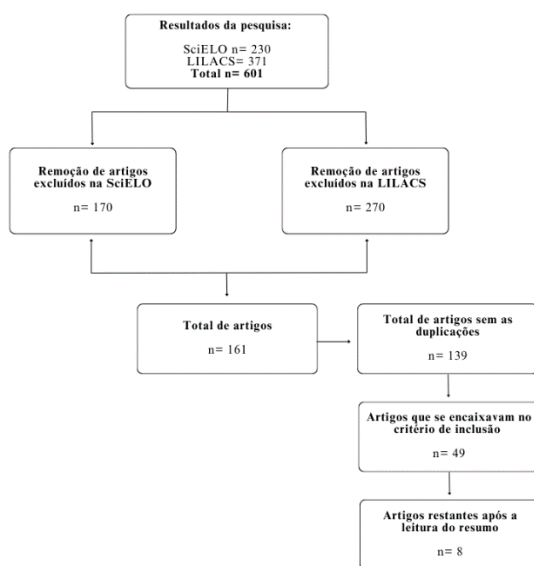 Resultados da pesquisa:
SciELO n= 230
LILACS= 371
Total n= 601
Remoção de artigos
excluídos na SciELO
n= 170
Remoção de artigos
excluídos na LILACS
n= 270
Total de artigos
n= 161
Total de artigos sem as
duplicações
n= 139
Artigos que se encaixavam no
critério de inclusão
n= 49
Artigos restantes após a
leitura do resumo
n= 8